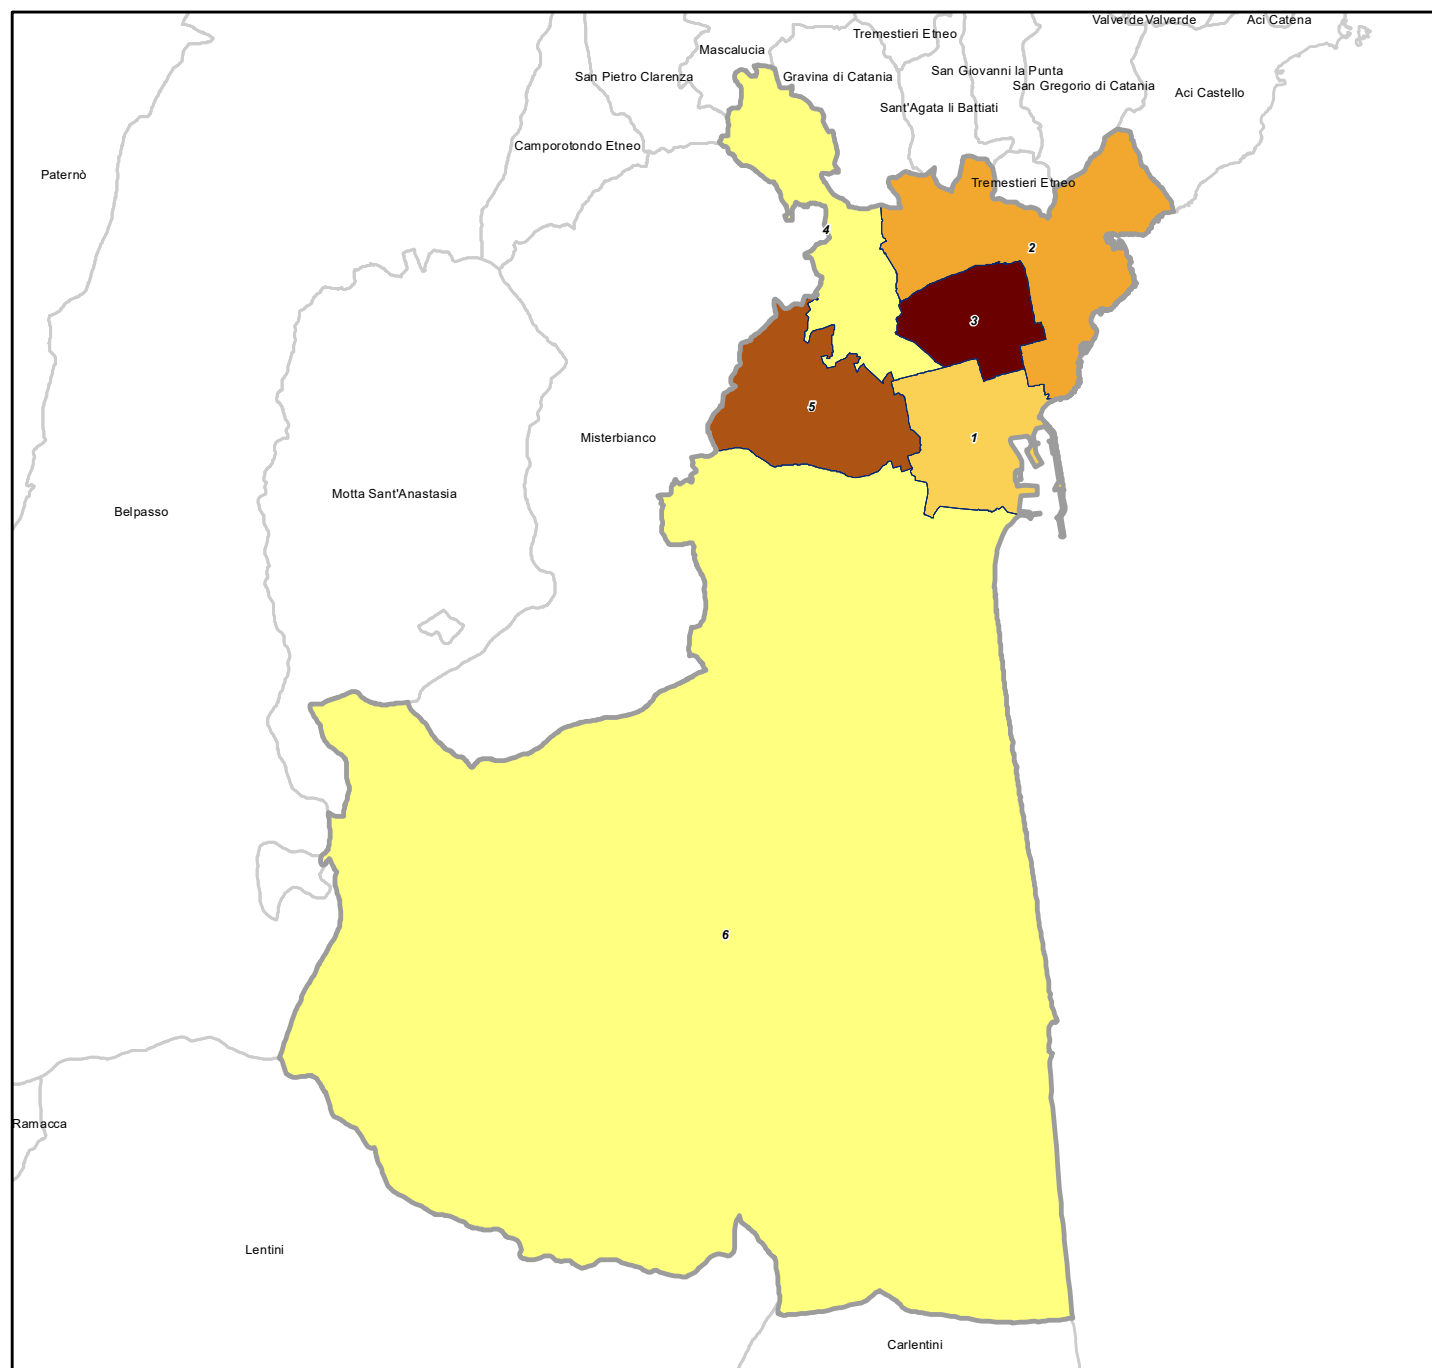 Valverde
Valverde
Aci Catena
Tremestieri Etneo
Mascalucia
San Pietro Clarenza
Gravina di Catania
San Giovanni la Punta
San Gregorio di Catania
Aci Castello
Sant'Agata li Battiati
Camporotondo Etneo
Paternò
Tremestieri Etneo
4
2
3
5
1
Misterbianco
Motta Sant'Anastasia
Belpasso
6
Ramacca
Lentini
Carlentini